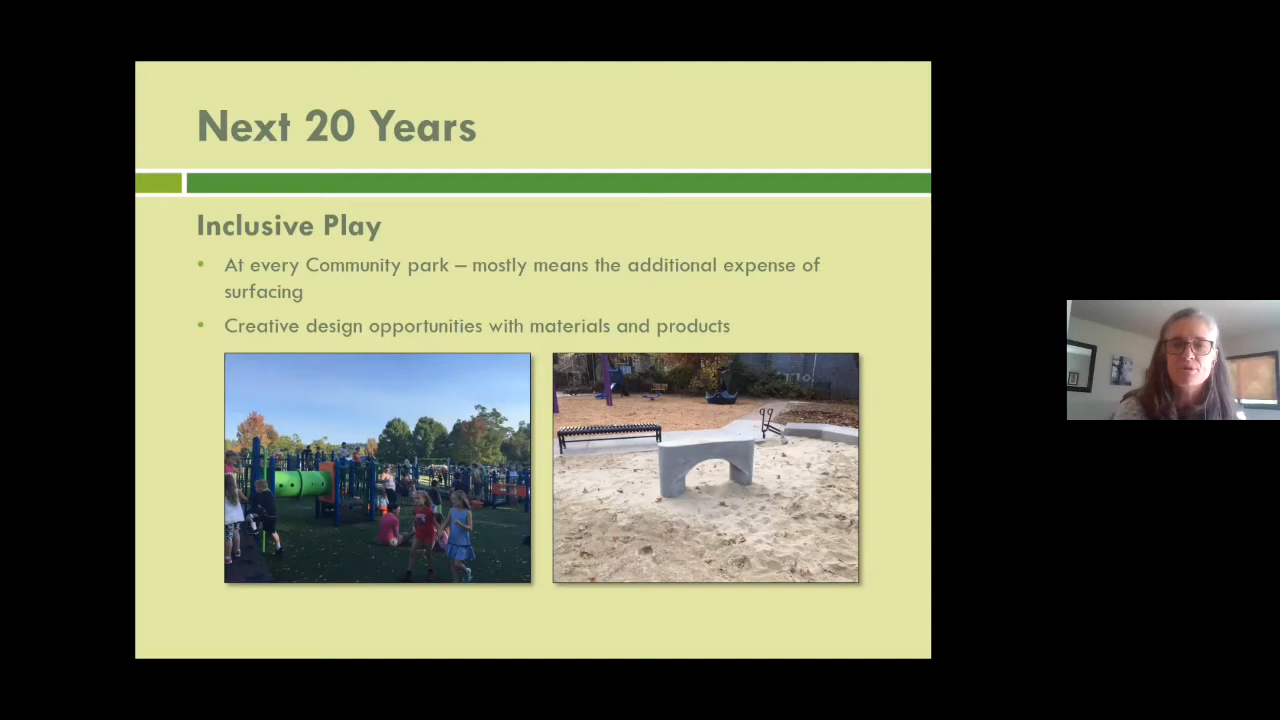 Next 20 Years
Inclusive Play
• At every Community park – mostly means the additional expense of
surfacing
• Creative design opportunities with materials and products